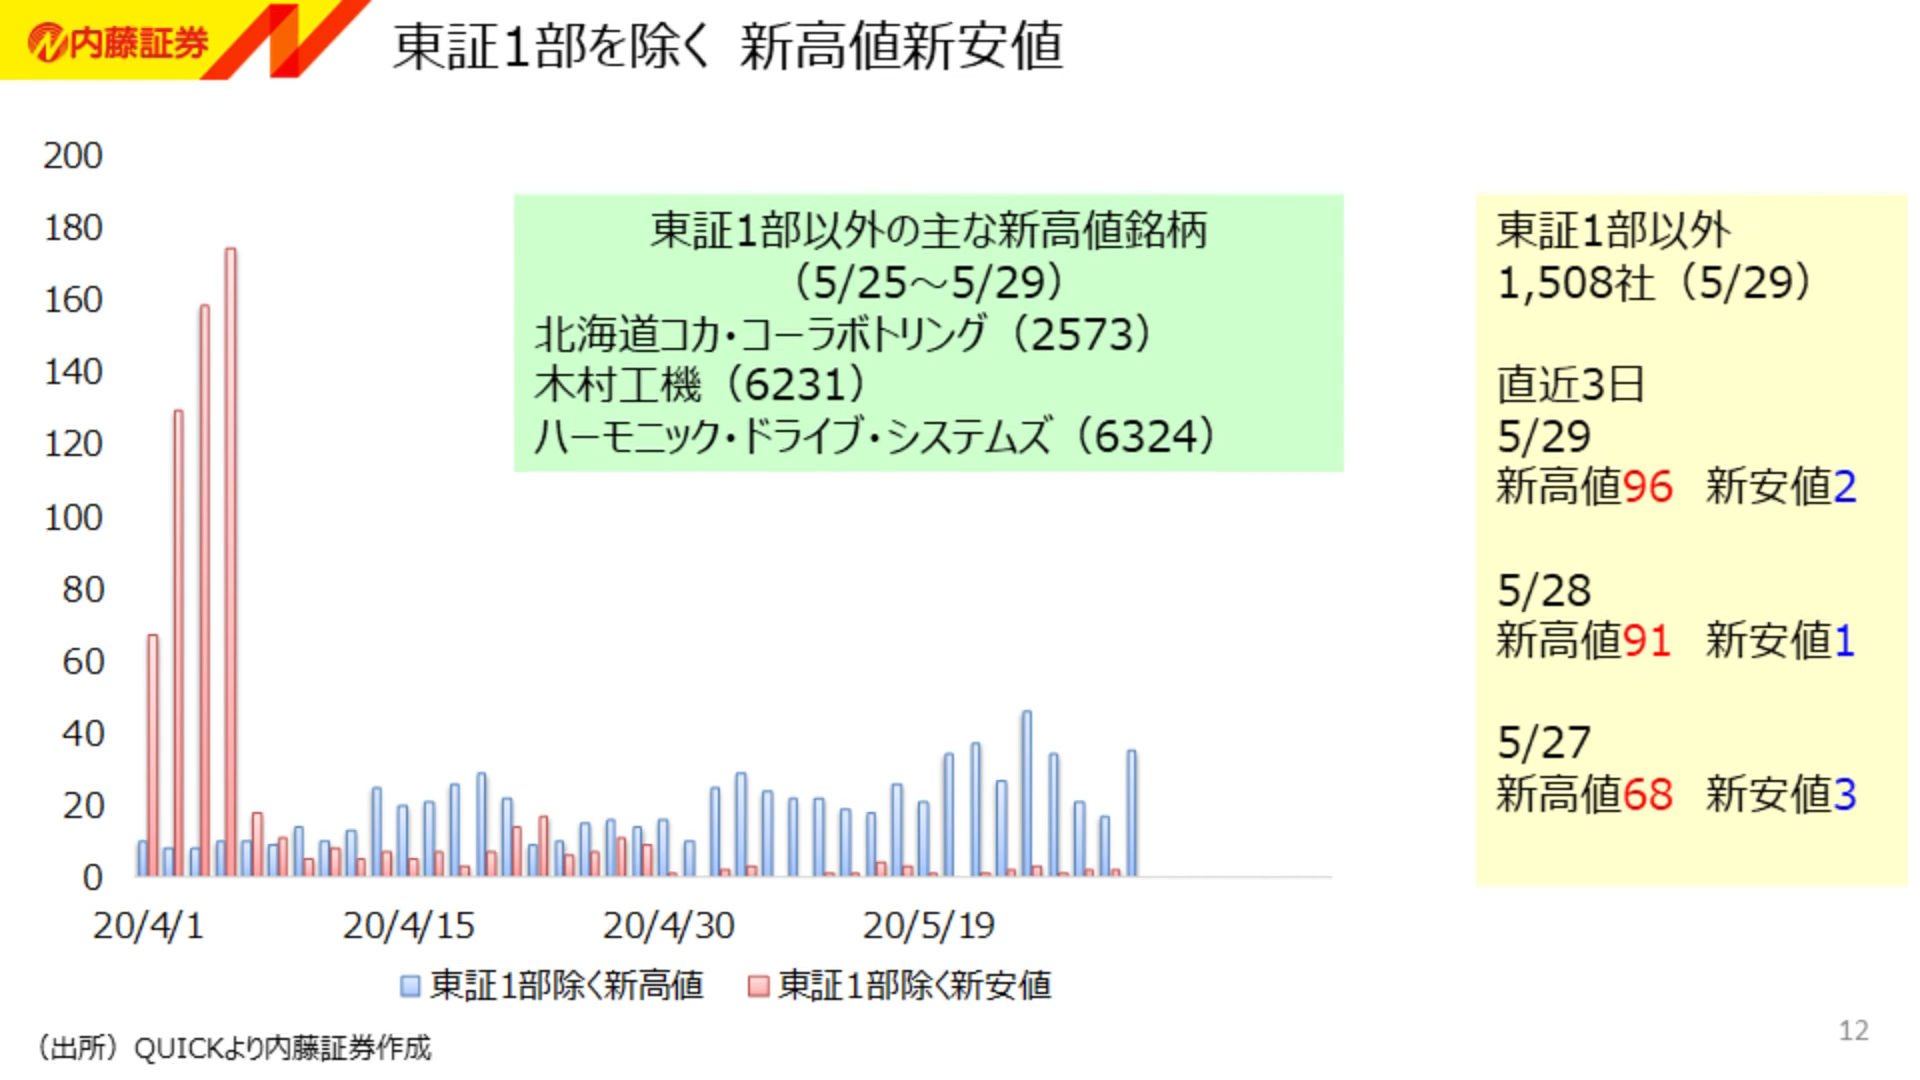 内藤証券
東証1部を除く 新高値新安値
200
180
160
140
120
100
80
60
40
20
0
20/4/1
20/4/15
20/4/30
20/5/19
東証1部除く新高値
東証1部除く新安値
東証1部以外の主な新高値銘柄
（5/25～5/29）
北海道コカ・コーラボトリング（2573）
木村工機（6231）
ハーモニック・ドライブ・システムズ（6324）
東証1部以外
1,508社（5/29）
直近3日
5/29
新高値96 新安値2
5/28
新高値91 新安値1
5/27
新高値68 新安値3
（出所）QUICKより内藤証券作成
12